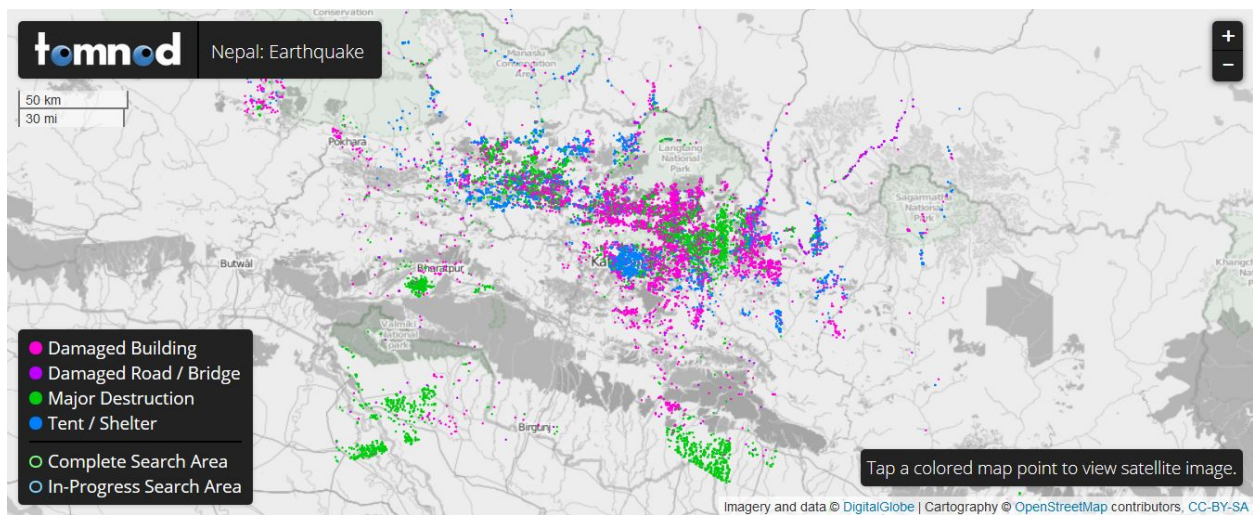 tomnod
Nepal: Earthquake
+
−
50 km
30 mi
Conservation
Area
Manaslu
Conservation
Area
Pokhara
Langtang
National
Park
Sagarmatha
National
Park
Butwal
Bharatpur
Valmiki
National
park
Birgunj
Damaged Building
Damaged Road / Bridge
Major Destruction
Tent / Shelter
Complete Search Area
In-Progress Search Area
Tap a colored map point to view satellite image.
Imagery and data © DigitalGlobe | Cartography © OpenStreetMap contributors, CC-BY-SA